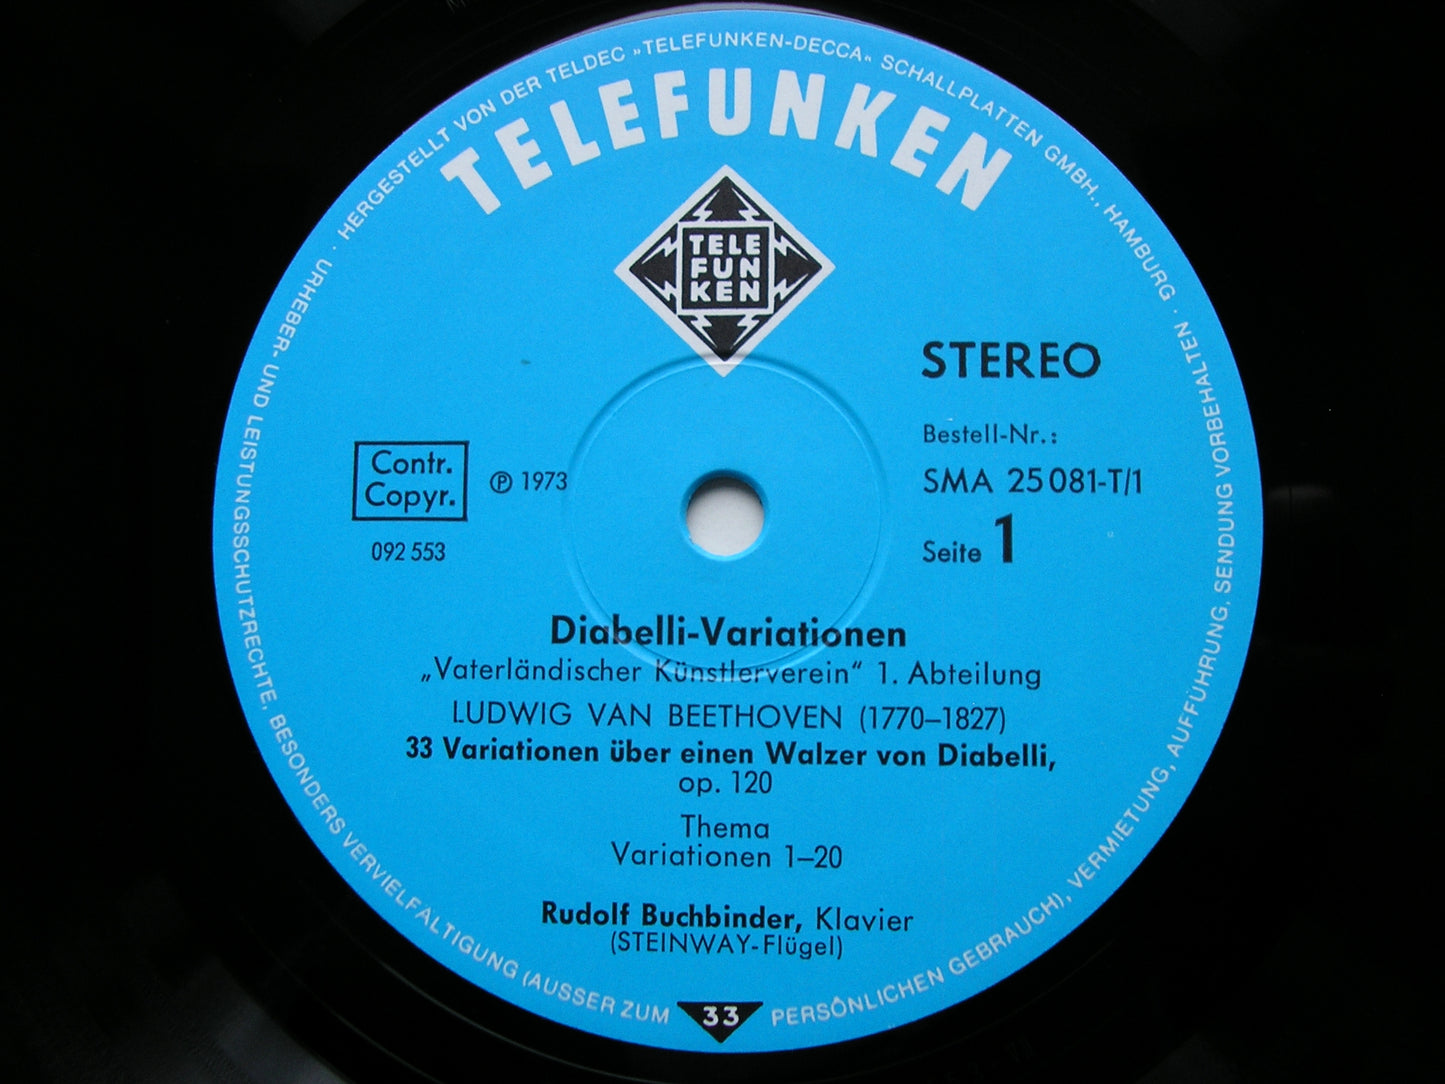 HERGESTELLT VON DER TELDEC »TELEFUNKEN-DECCA« SCHALLPLATTEN GMBH., HAMBURG · URHEBER- UND LEISTUNGSSCHUTZRECHTE, BESONDERS VERVIELFÄLTIGUNG (AUSSER ZUM PERSÖNLICHEN GEBRAUCH), VERMIETUNG, AUFFÜHRUNG, SENDUNG VORBEHALTEN ·
TELEFUNKEN
TELE
FUN
KEN
STEREO
Bestell-Nr.:
SMA 25 081-T/1
Seite 1
Contr.
Copyr.
℗ 1973
092 553
Diabelli-Variationen
„Vaterländischer Künstlerverein“ 1. Abteilung
LUDWIG VAN BEETHOVEN (1770–1827)
33 Variationen über einen Walzer von Diabelli,
op. 120
Thema
Variationen 1–20
Rudolf Buchbinder, Klavier
(STEINWAY-Flügel)
33